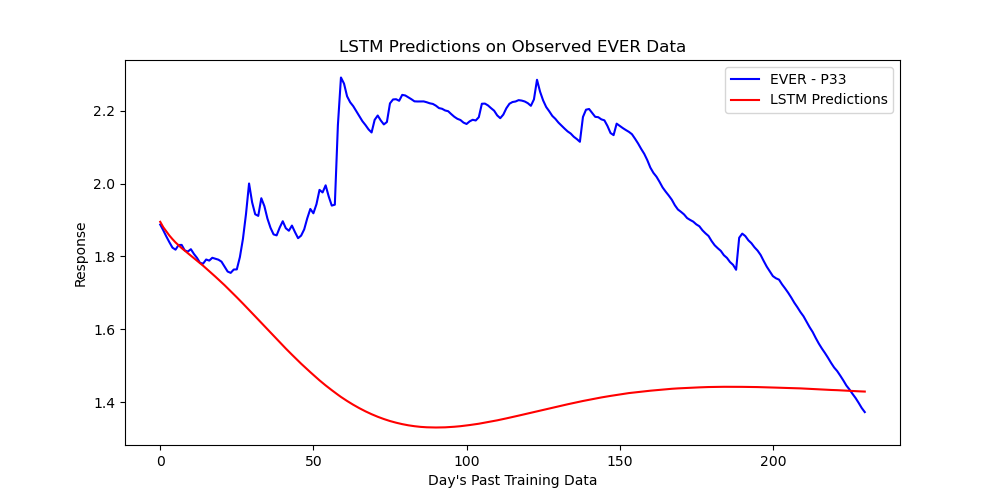 LSTM Predictions on Observed EVER Data
EVER - P33
LSTM Predictions
Response
2.2
2.0
1.8
1.6
1.4
0 50 100 150 200
Day's Past Training Data